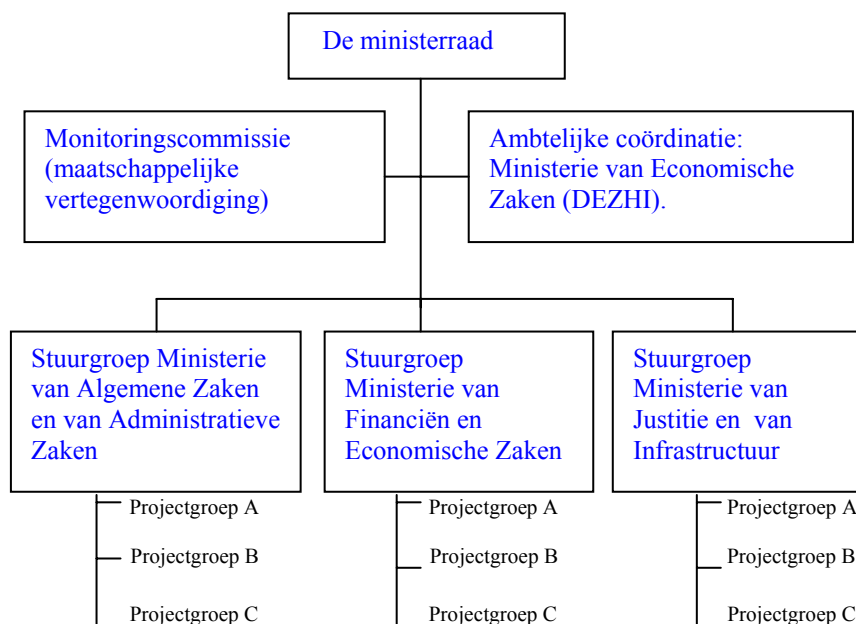 De ministerraad
Monitoringscommissie
(maatschappelijke
vertegenwoordiging)
Ambtelijke coördinatie:
Ministerie van Economische
Zaken (DEZHI).
Stuurgroep Ministerie
van Algemene Zaken
en van Administratieve
Zaken
Stuurgroep
Ministerie van
Financiën en
Economische Zaken
Stuurgroep
Ministerie van
Justitie en van
Infrastructuur
Projectgroep A
Projectgroep B
Projectgroep C
Projectgroep A
Projectgroep B
Projectgroep C
Projectgroep A
Projectgroep B
Projectgroep C